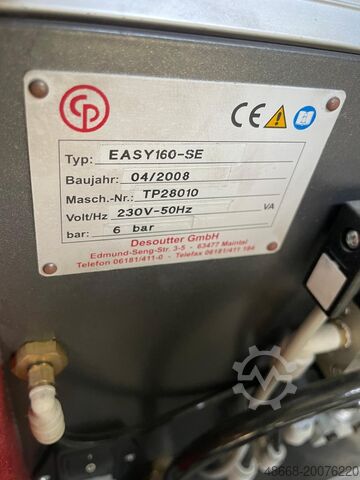 CP
CE
Typ: EASY160-SE
Baujahr: 04/2008
Masch.-Nr.: TP28010
Volt/Hz 230V-50Hz VA
bar: 6 bar
Desoutter GmbH
Edmund-Seng-Str. 3-5 - 63477 Maintal
Telefon 06181/411-0 - Telefax 06181/411 184
48668-20076220